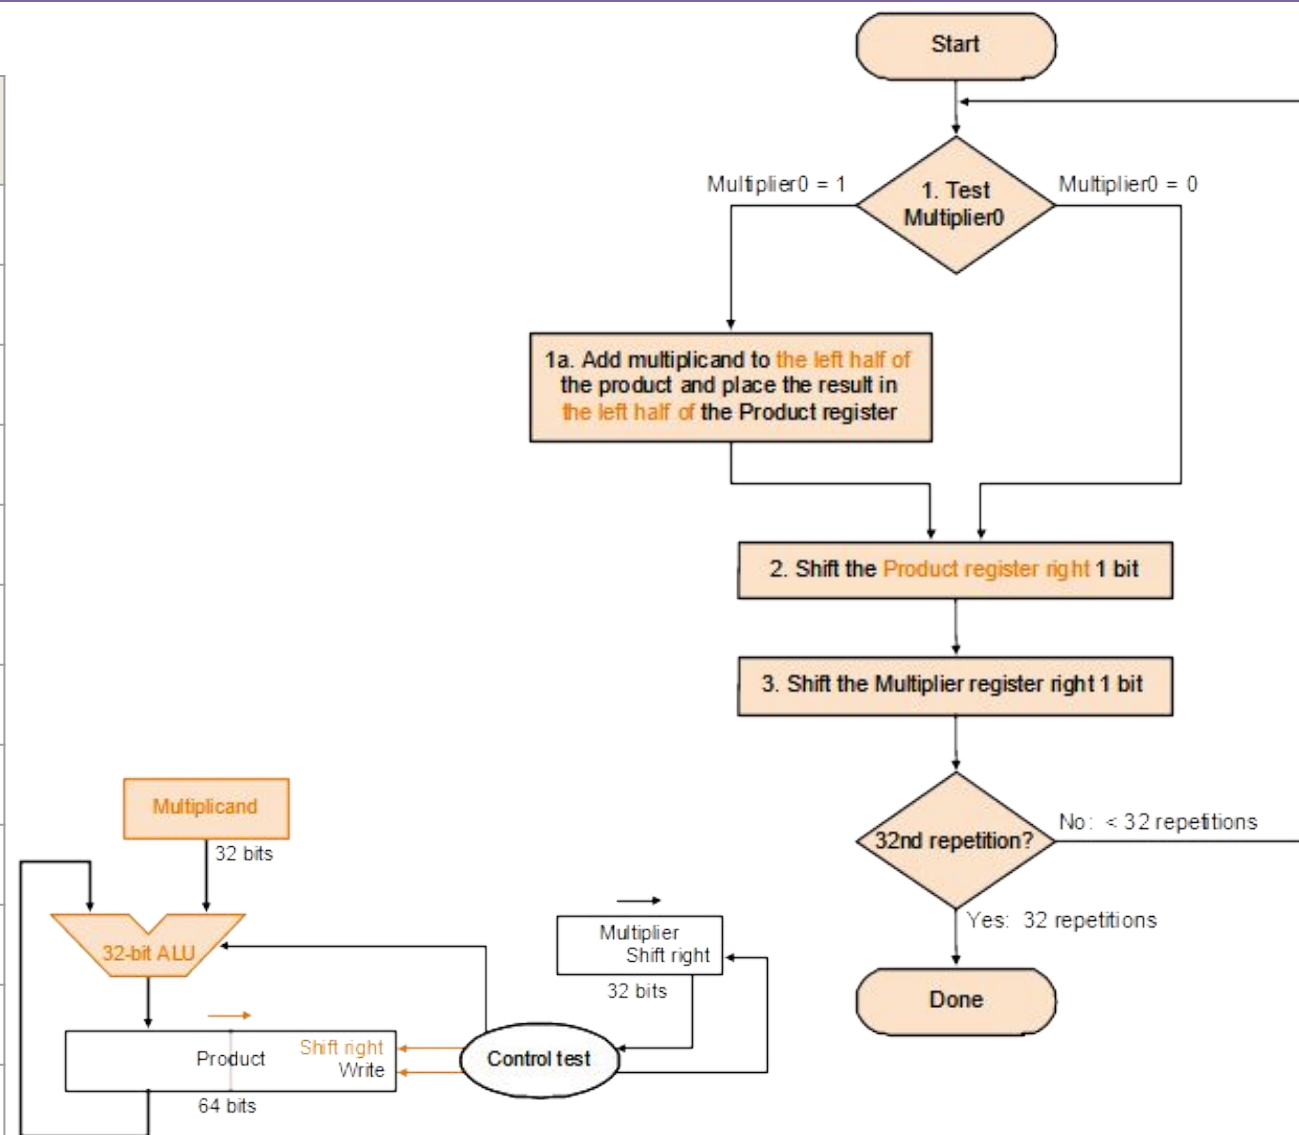 Start
Multiplier0 = 1
1. Test
Multiplier0
Multiplier0 = 0
1a. Add multiplicand to the left half of
the product and place the result in
the left half of the Product register
2. Shift the Product register right 1 bit
3. Shift the Multiplier register right 1 bit
32nd repetition?
No: < 32 repetitions
Yes: 32 repetitions
Done
Multiplicand
32 bits
32-bit ALU
Multiplier
Shift right
32 bits
Product
Shift right
Write
64 bits
Control test